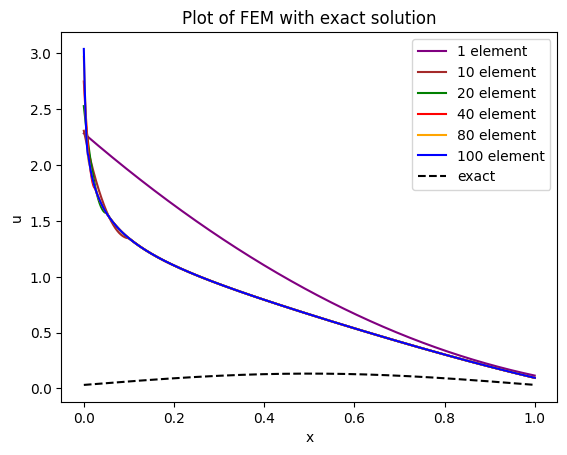 Plot of FEM with exact solution
3.0
2.5
2.0
1.5
1.0
0.5
0.0
u
1 element
10 element
20 element
40 element
80 element
100 element
exact
0.0 0.2 0.4 0.6 0.8 1.0
x